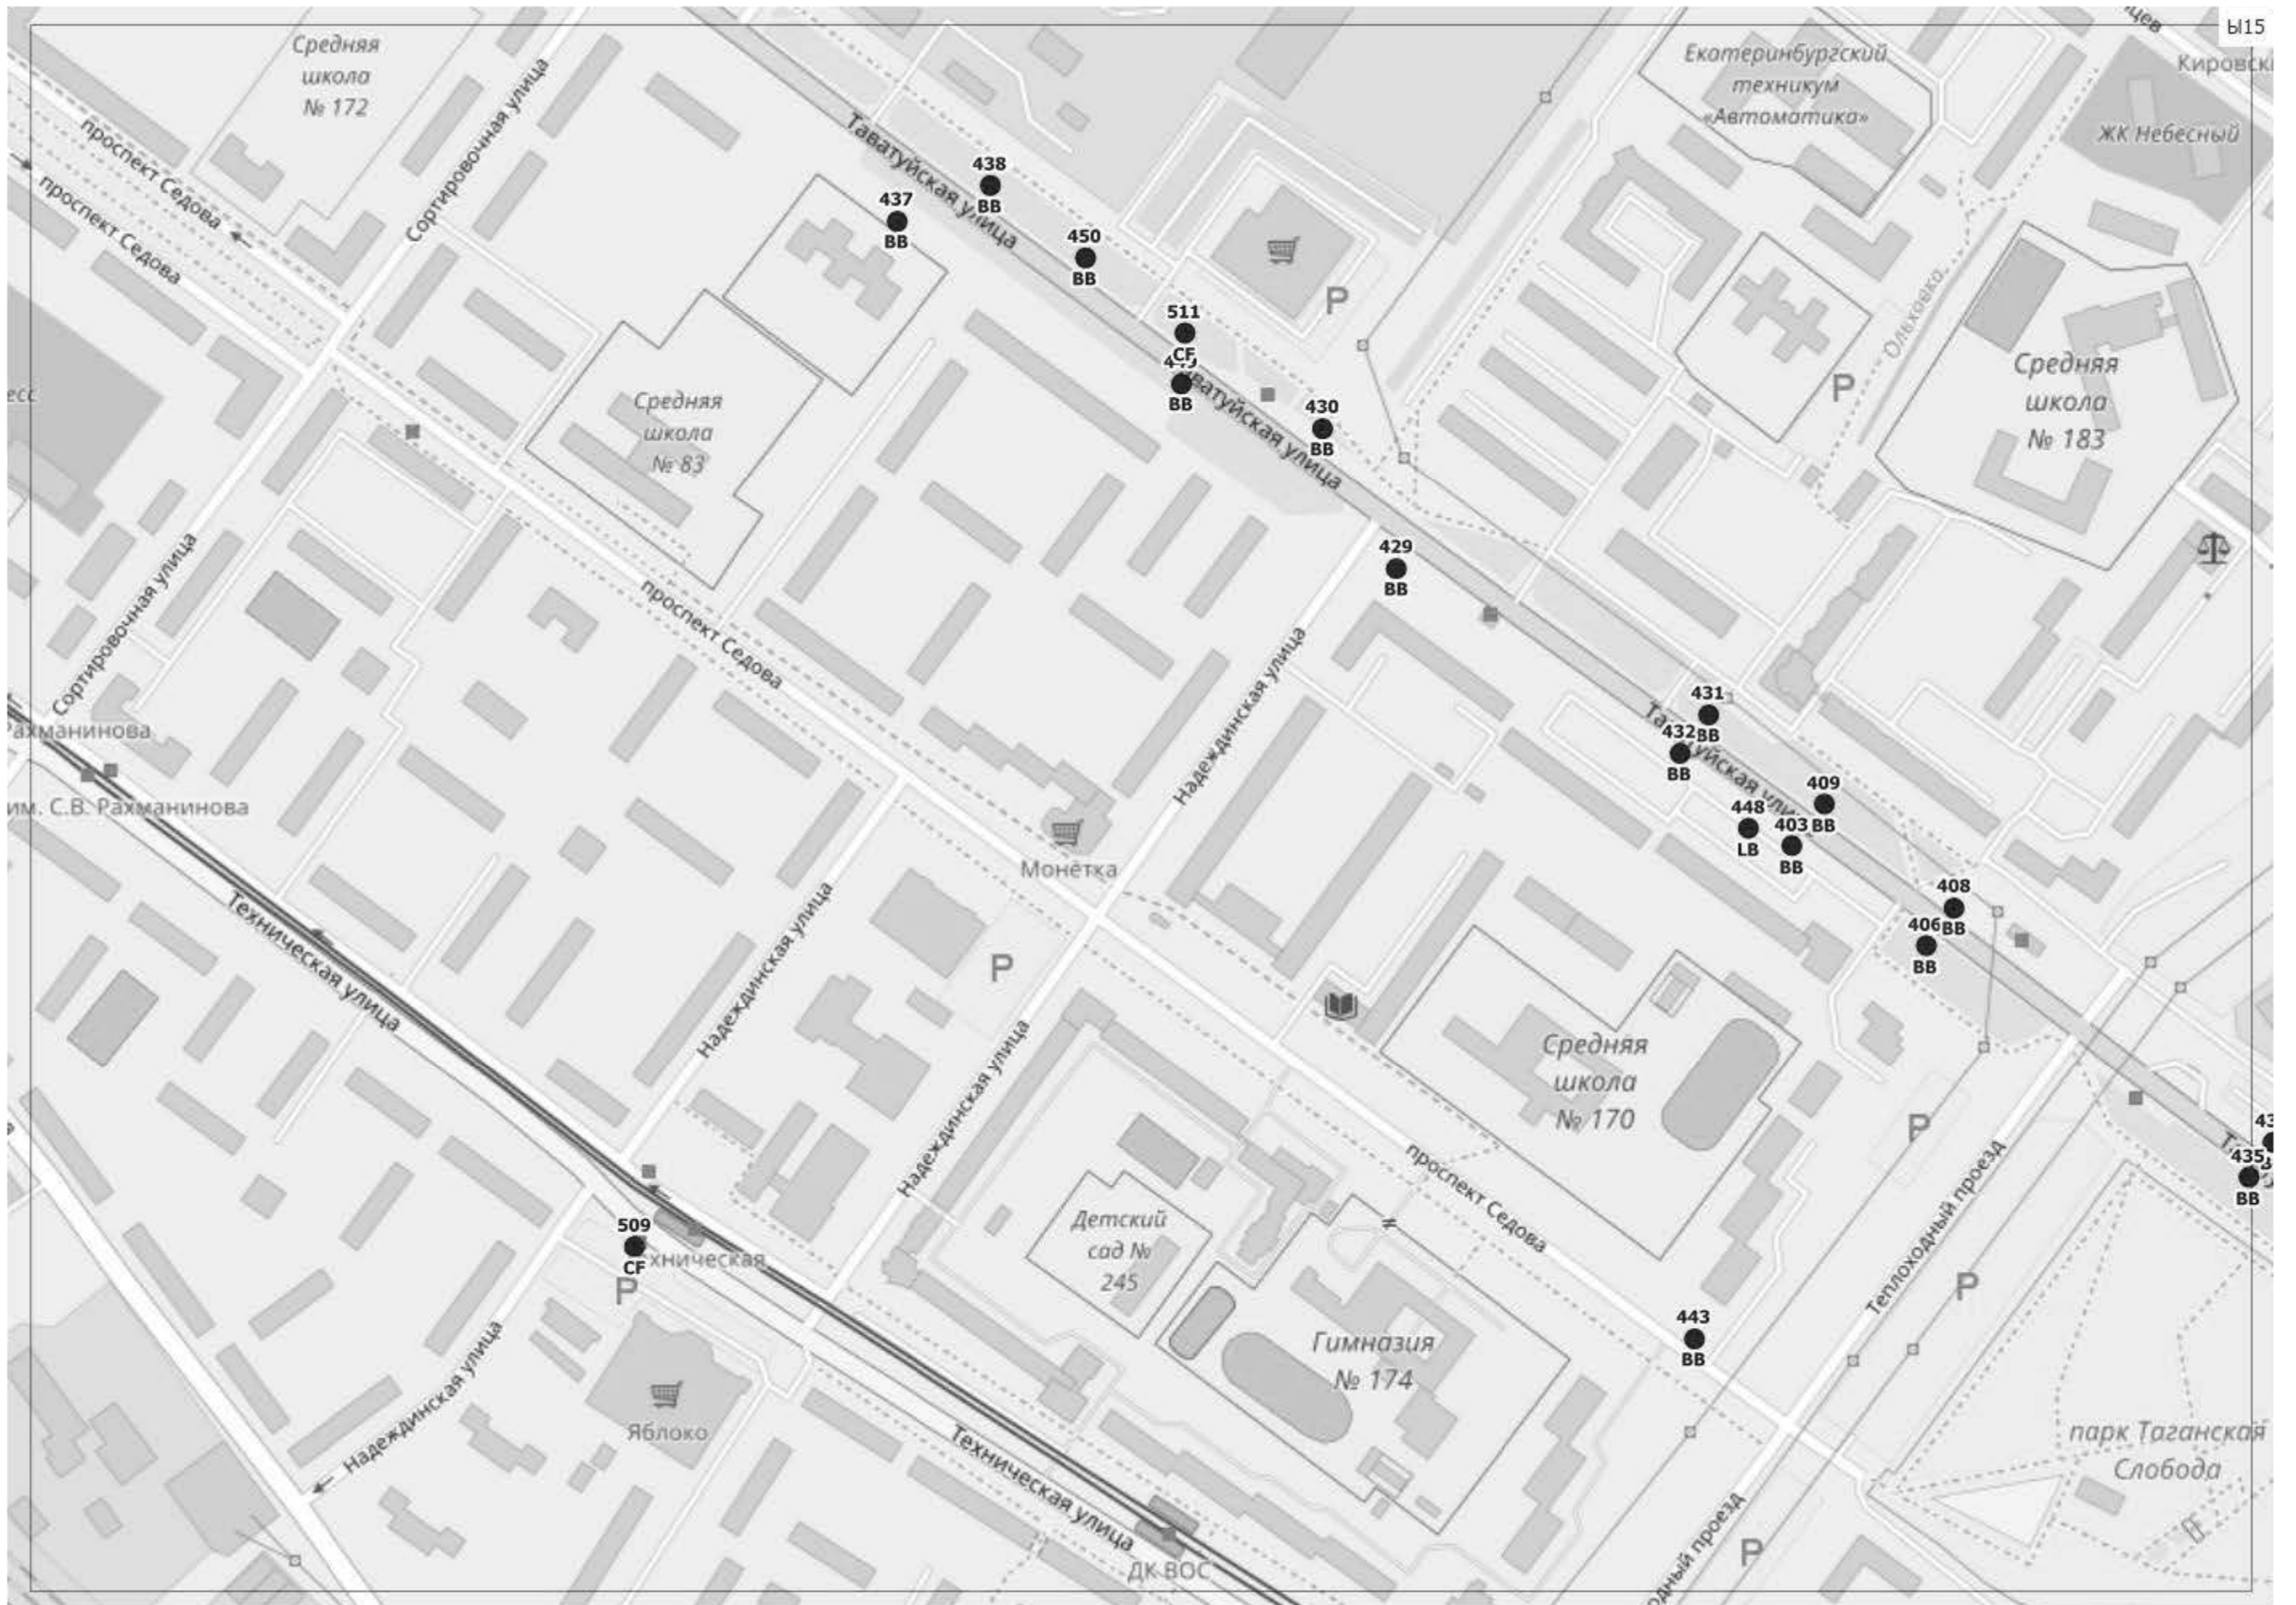 Ы15
Средняя
школа
№ 172
Екатеринбургский
техникум
«Автоматика»
ЖК Небесный
проспект Седова
проспект Седова
Сортировочная улица
Таватуйская улица
438
BB
437
BB
450
BB
511
CF
BB
430
BB
Таватуйская улица
Р
Р
Ольховка
Средняя
школа
№ 183
Средняя
школа
№ 83
429
BB
Сортировочная улица
проспект Седова
Надеждинская улица
431
BB
432
BB
Таватуйская улица
409
BB
448
LB
403
BB
408
BB
406
BB
Рахманинова
им. С.В. Рахманинова
Монётка
Техническая улица
Надеждинская улица
Р
Надеждинская улица
Средняя
школа
№ 170
Р
проспект Седова
Теплоходный проезд
435
BB
Детский
сад №
245
509
CF
хническая
Р
Р
443
BB
Гимназия
№ 174
Надеждинская улица
Яблоко
Техническая улица
парк Таганская
Слобода
Р
ДК ВОС